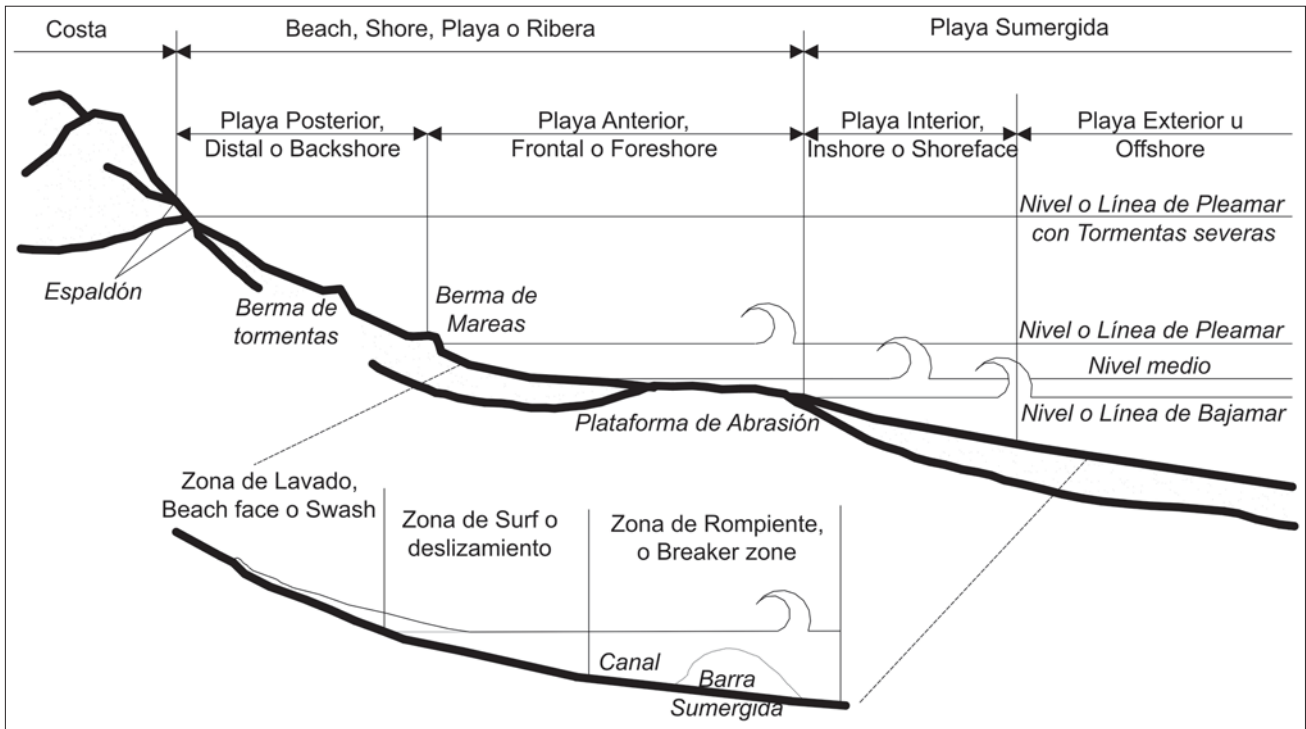 Costa
Beach, Shore, Playa o Ribera
Playa Sumergida
Playa Posterior,
Distal o Backshore
Playa Anterior,
Frontal o Foreshore
Playa Interior,
Inshore o Shoreface
Playa Exterior u
Offshore
Nivel o Línea de Pleamar
con Tormentas severas
Espaldón
Berma de
tormentas
Berma de
Mareas
Nivel o Línea de Pleamar
Nivel medio
Nivel o Línea de Bajamar
Plataforma de Abrasión
Zona de Lavado,
Beach face o Swash
Zona de Surf o
deslizamiento
Zona de Rompiente,
o Breaker zone
Canal
Barra
Sumergida